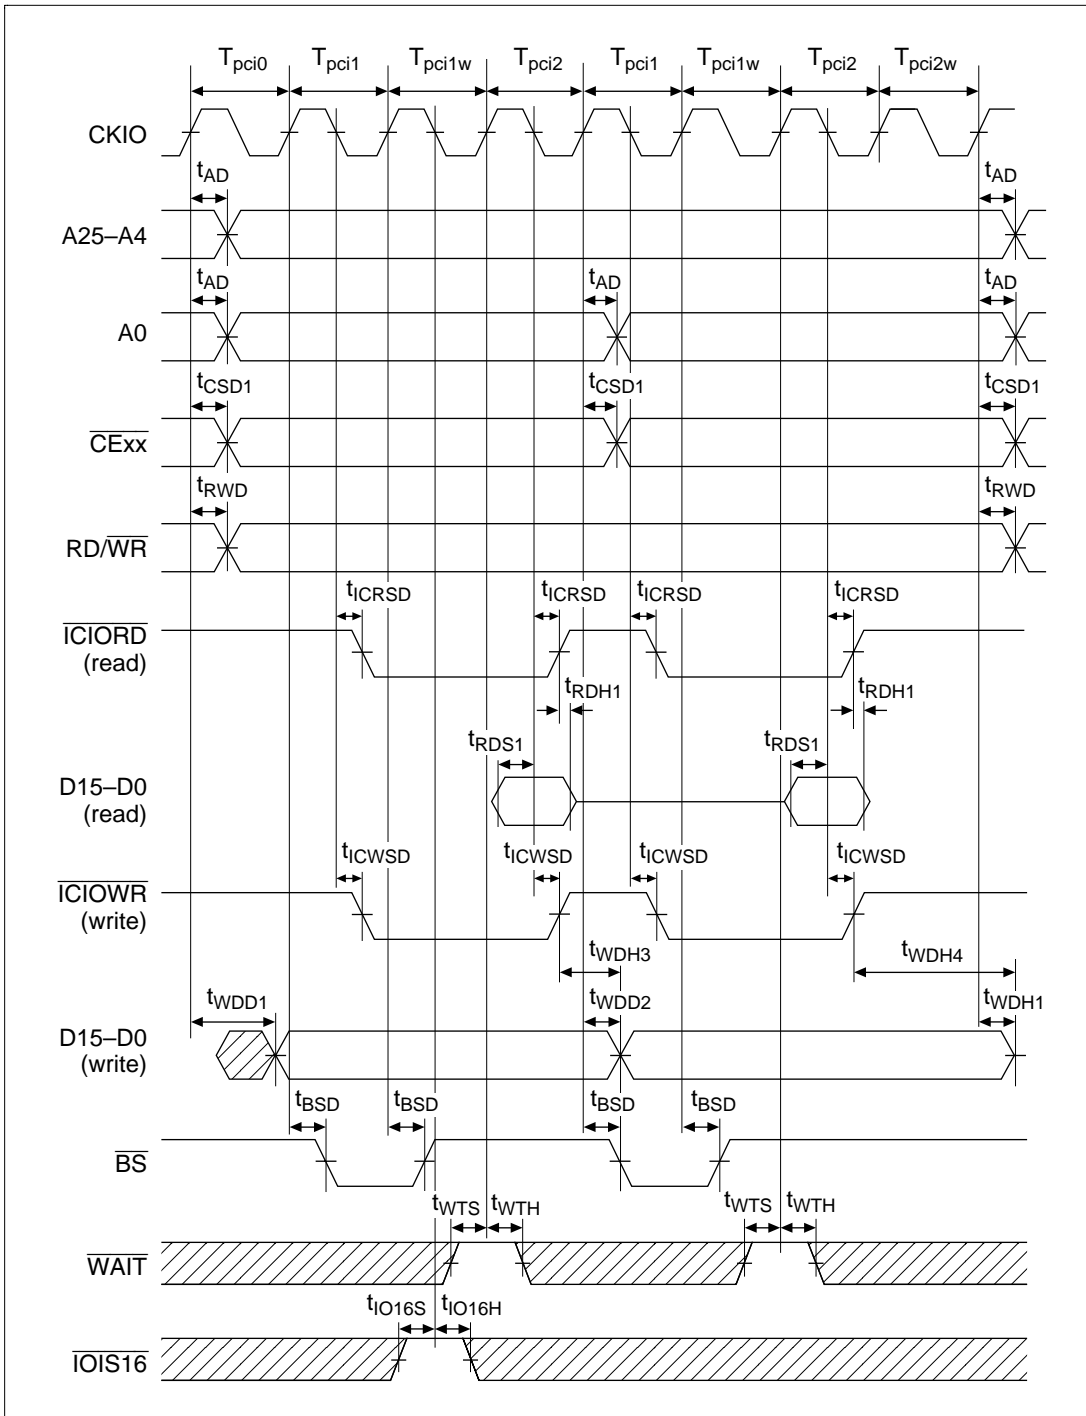 Tpci0 Tpci1 Tpci1w Tpci2 Tpci1 Tpci1w Tpci2 Tpci2w
CKIO
tAD tAD
A25–A4
tAD tAD tAD
A0
tCSD1 tCSD1 tCSD1
CExx
tRWD tRWD
RD/WR
tICRSD tICRSD tICRSD tICRSD
ICIORD
(read)
tRDH1 tRDH1
tRDS1 tRDS1
D15–D0
(read)
tICWSD tICWSD tICWSD tICWSD
ICIOWR
(write)
tWDH3 tWDH4
tWDD1 tWDD2 tWDH1
D15–D0
(write)
tBSD tBSD tBSD tBSD
BS
tWTS tWTH tWTS tWTH
WAIT
tIO16S tIO16H
IOIS16